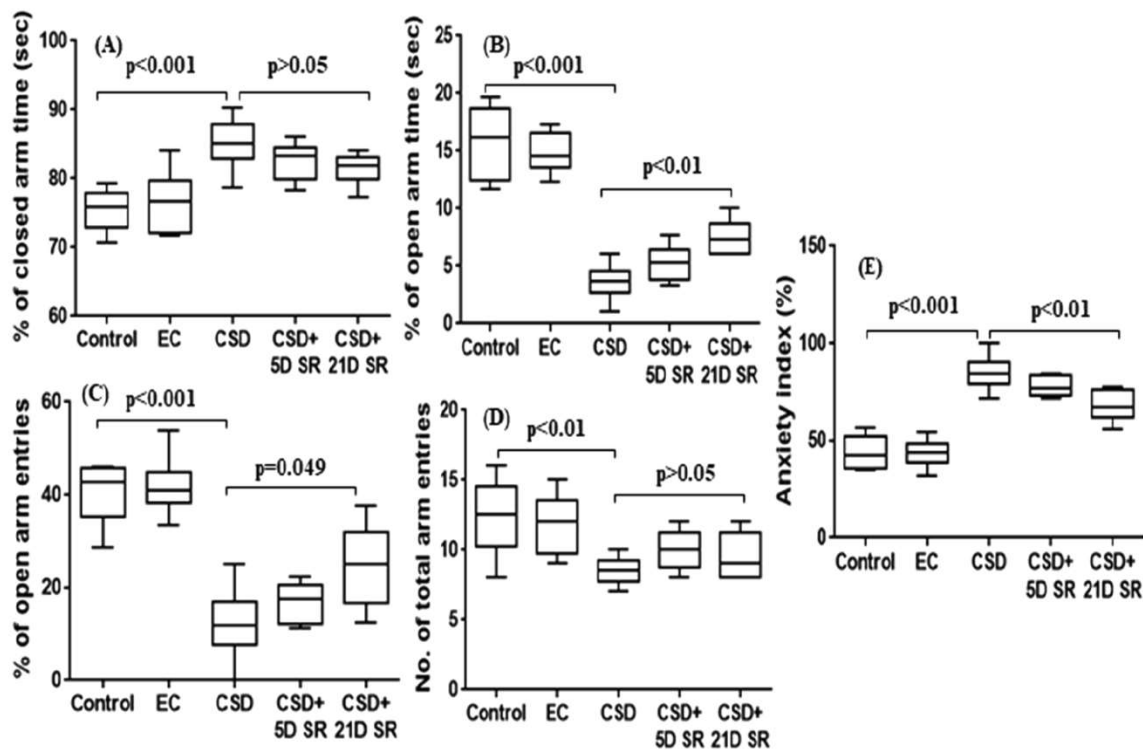 (A)
p<0.001
p>0.05
% of closed arm time (sec)
100
90
80
70
60
Control
EC
CSD
CSD+
5D SR
CSD+
21D SR
(B)
p<0.001
p<0.01
% of open arm time (sec)
25
20
15
10
5
0
Control
EC
CSD
CSD+
5D SR
CSD+
21D SR
(C)
p<0.001
p=0.049
% of open arm entries
60
40
20
0
Control
EC
CSD
CSD+
5D SR
CSD+
21D SR
(D)
p<0.01
p>0.05
No. of total arm entries
20
15
10
5
0
Control
EC
CSD
CSD+
5D SR
CSD+
21D SR
(E)
p<0.001
p<0.01
Anxiety index (%)
150
100
50
0
Control
EC
CSD
CSD+
5D SR
CSD+
21D SR